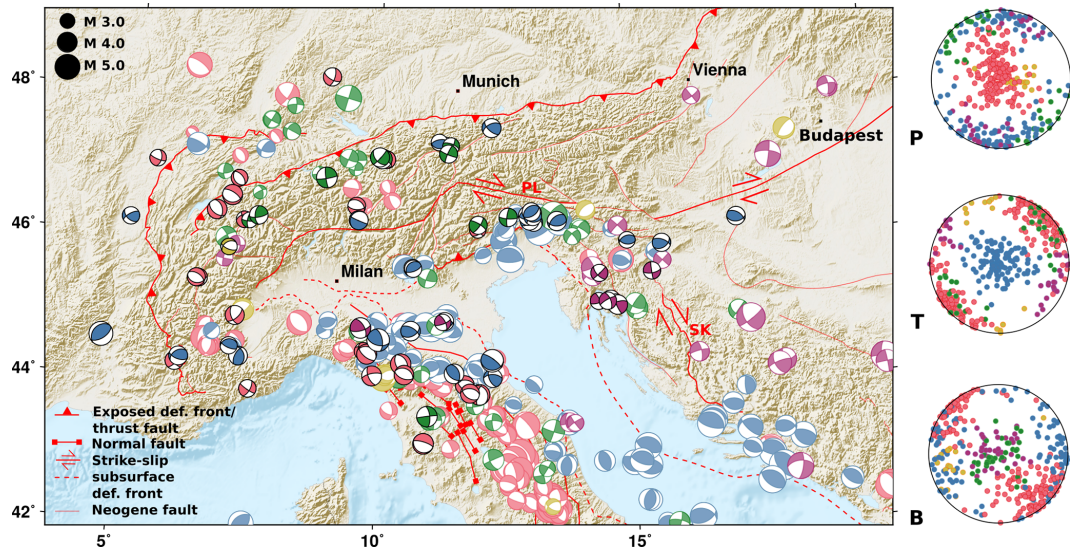 M 3.0
M 4.0
M 5.0
48˚
46˚
44˚
42˚
5˚
10˚
15˚
Munich
Vienna
Budapest
Milan
PL
SK
Exposed def. front/
thrust fault
Normal fault
Strike-slip
subsurface
def. front
Neogene fault
P
T
B